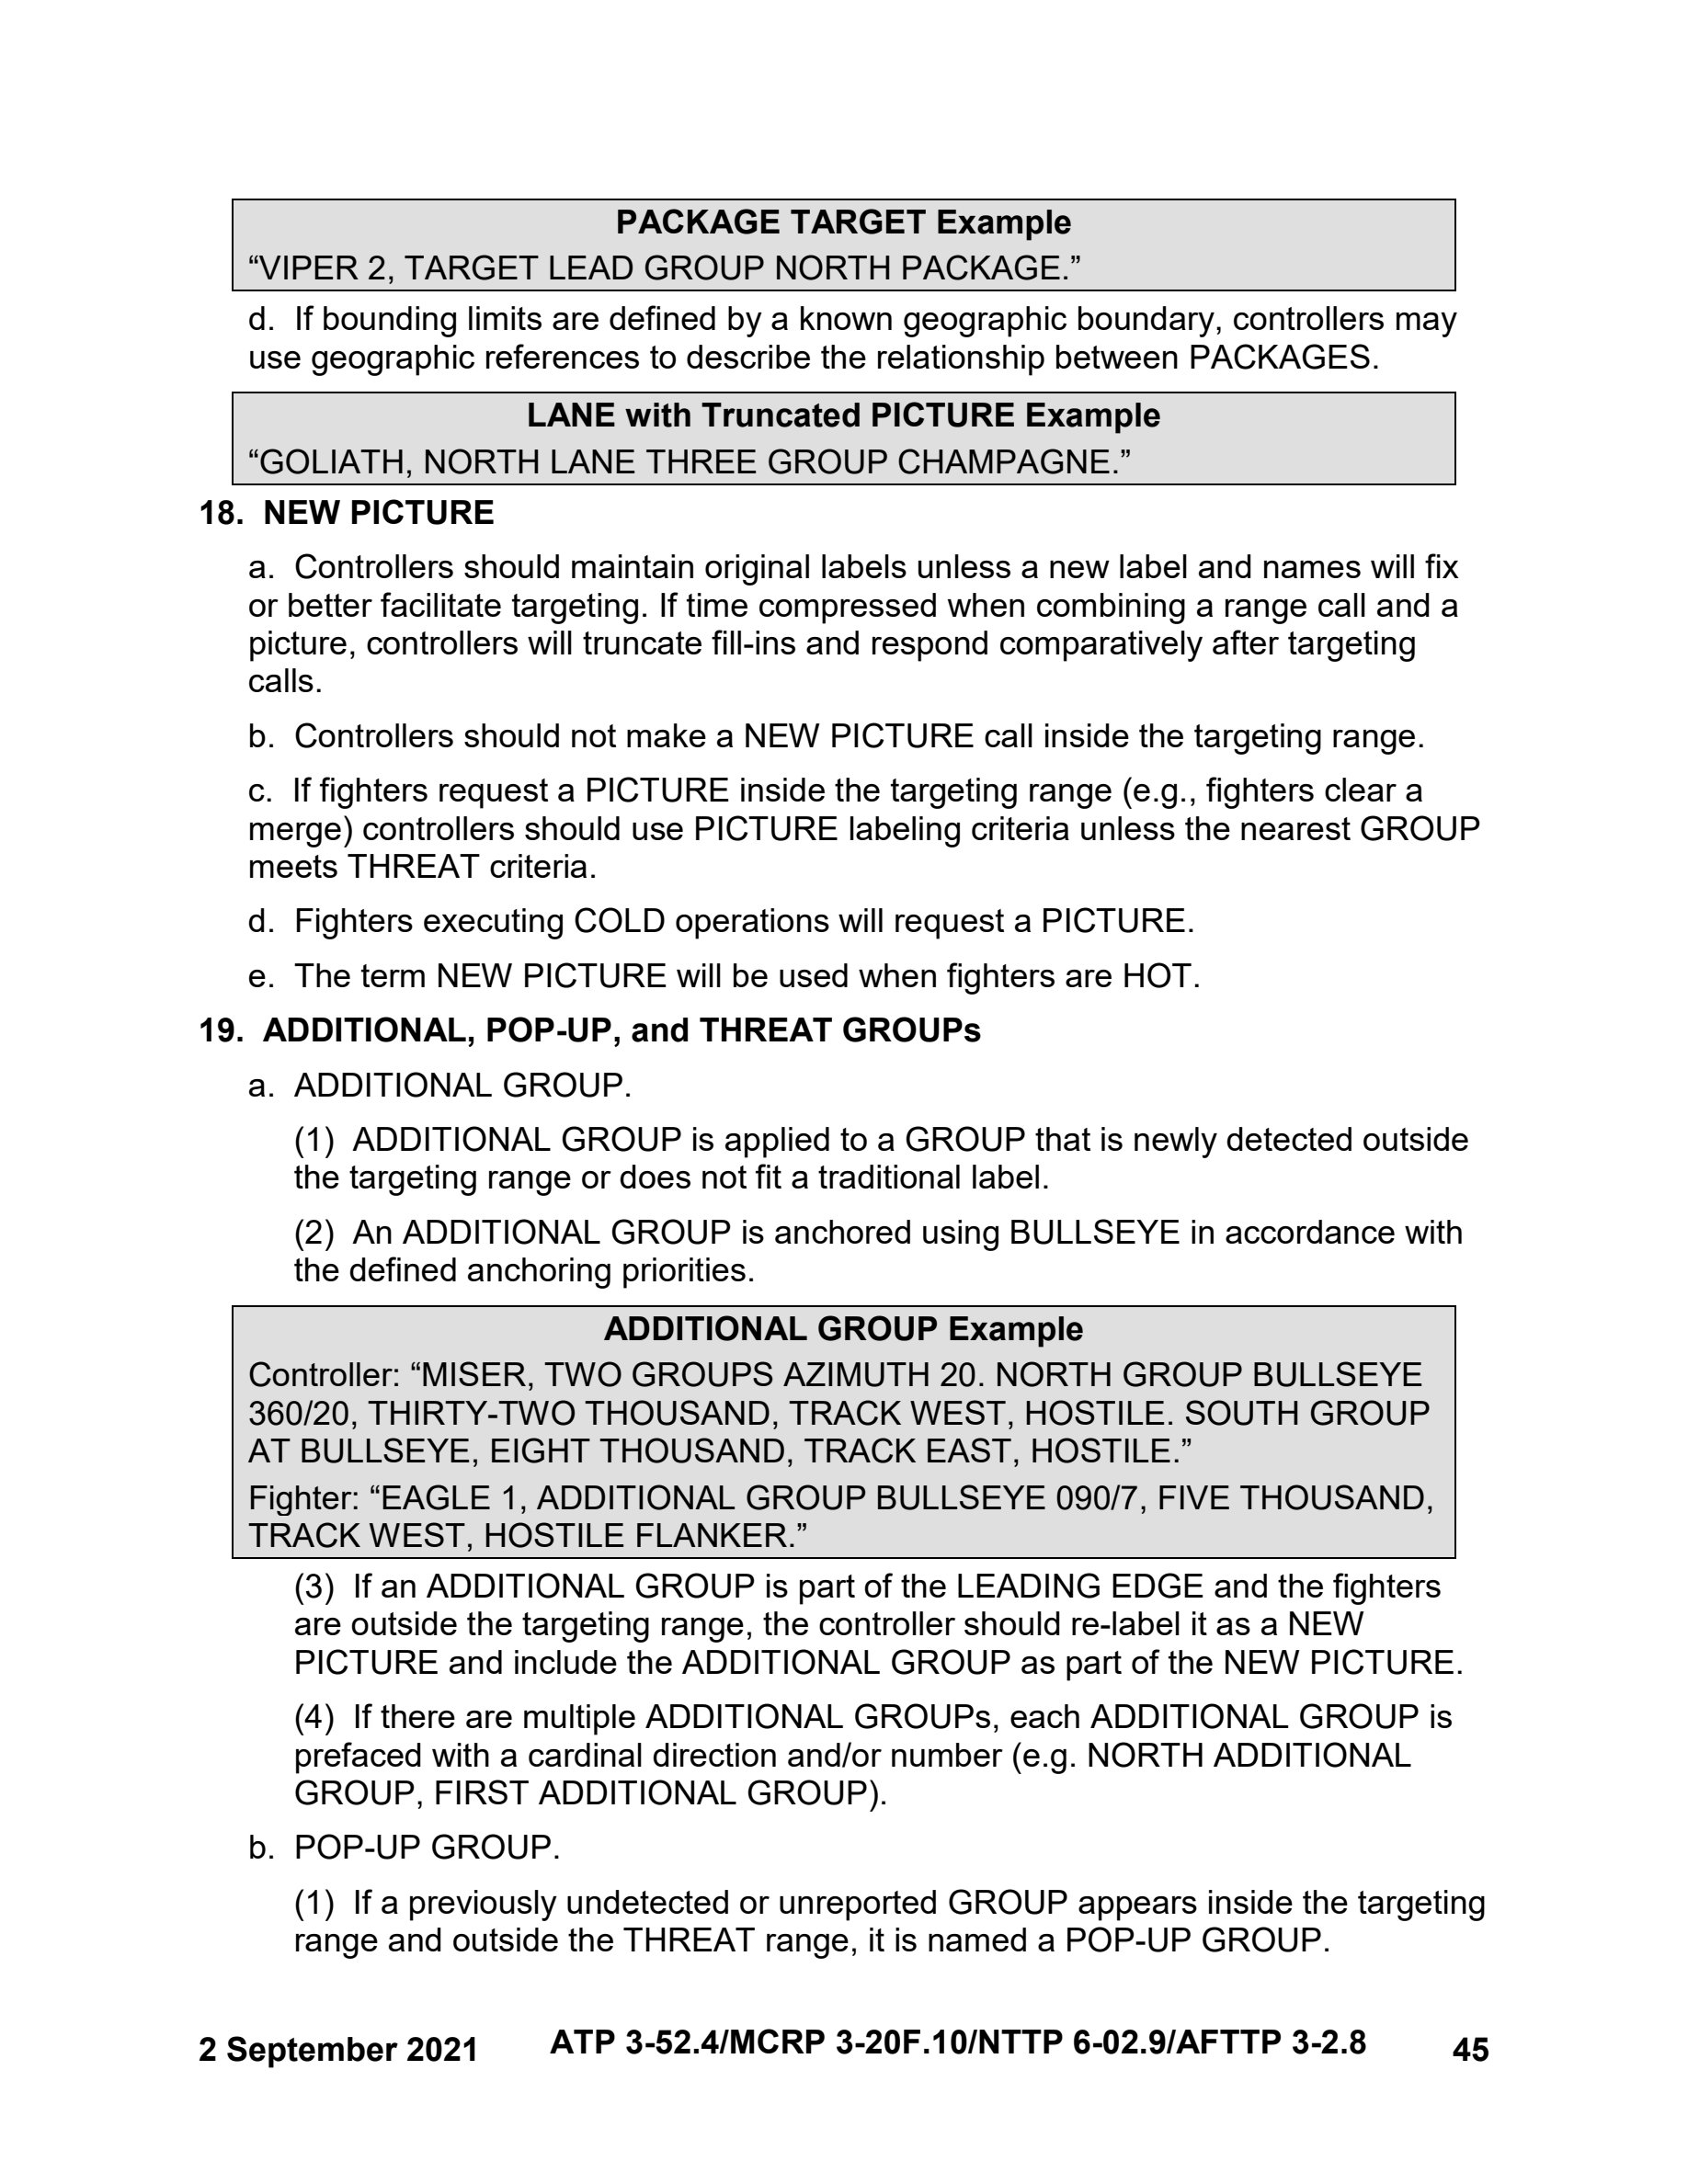 PACKAGE TARGET Example
“VIPER 2, TARGET LEAD GROUP NORTH PACKAGE.”
d. If bounding limits are defined by a known geographic boundary, controllers may
use geographic references to describe the relationship between PACKAGES.
LANE with Truncated PICTURE Example
“GOLIATH, NORTH LANE THREE GROUP CHAMPAGNE.”
18. NEW PICTURE
a. Controllers should maintain original labels unless a new label and names will fix
or better facilitate targeting. If time compressed when combining a range call and a
picture, controllers will truncate fill-ins and respond comparatively after targeting
calls.
b. Controllers should not make a NEW PICTURE call inside the targeting range.
c. If fighters request a PICTURE inside the targeting range (e.g., fighters clear a
merge) controllers should use PICTURE labeling criteria unless the nearest GROUP
meets THREAT criteria.
d. Fighters executing COLD operations will request a PICTURE.
e. The term NEW PICTURE will be used when fighters are HOT.
19. ADDITIONAL, POP-UP, and THREAT GROUPs
a. ADDITIONAL GROUP.
(1) ADDITIONAL GROUP is applied to a GROUP that is newly detected outside
the targeting range or does not fit a traditional label.
(2) An ADDITIONAL GROUP is anchored using BULLSEYE in accordance with
the defined anchoring priorities.
ADDITIONAL GROUP Example
Controller: “MISER, TWO GROUPS AZIMUTH 20. NORTH GROUP BULLSEYE
360/20, THIRTY-TWO THOUSAND, TRACK WEST, HOSTILE. SOUTH GROUP
AT BULLSEYE, EIGHT THOUSAND, TRACK EAST, HOSTILE.”
Fighter: “EAGLE 1, ADDITIONAL GROUP BULLSEYE 090/7, FIVE THOUSAND,
TRACK WEST, HOSTILE FLANKER.”
(3) If an ADDITIONAL GROUP is part of the LEADING EDGE and the fighters
are outside the targeting range, the controller should re-label it as a NEW
PICTURE and include the ADDITIONAL GROUP as part of the NEW PICTURE.
(4) If there are multiple ADDITIONAL GROUPs, each ADDITIONAL GROUP is
prefaced with a cardinal direction and/or number (e.g. NORTH ADDITIONAL
GROUP, FIRST ADDITIONAL GROUP).
b. POP-UP GROUP.
(1) If a previously undetected or unreported GROUP appears inside the targeting
range and outside the THREAT range, it is named a POP-UP GROUP.
2 September 2021 ATP 3-52.4/MCRP 3-20F.10/NTTP 6-02.9/AFTTP 3-2.8 45